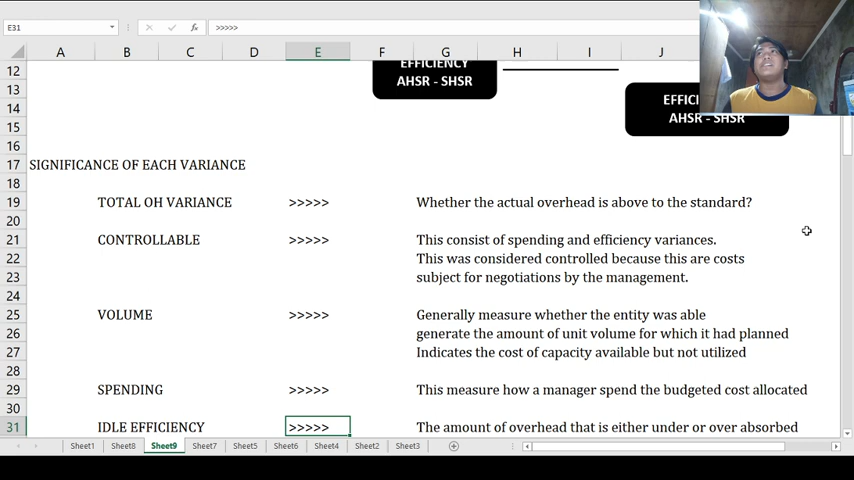 E31
fx
>>>>>
A B C D E F G H I J
12
EFFICIENCY
13
AHSR - SHSR
14
EFFICI
15
AHSR - SHSR
16
17 SIGNIFICANCE OF EACH VARIANCE
18
19 TOTAL OH VARIANCE >>>>> Whether the actual overhead is above to the standard?
20
21 CONTROLLABLE >>>>> This consist of spending and efficiency variances.
22 This was considered controlled because this are costs
23 subject for negotiations by the management.
24
25 VOLUME >>>>> Generally measure whether the entity was able
26 generate the amount of unit volume for which it had planned
27 Indicates the cost of capacity available but not utilized
28
29 SPENDING >>>>> This measure how a manager spend the budgeted cost allocated
30
31 IDLE EFFICIENCY >>>>> The amount of overhead that is either under or over absorbed
Sheet1 Sheet8 Sheet9 Sheet7 Sheet5 Sheet6 Sheet4 Sheet2 Sheet3